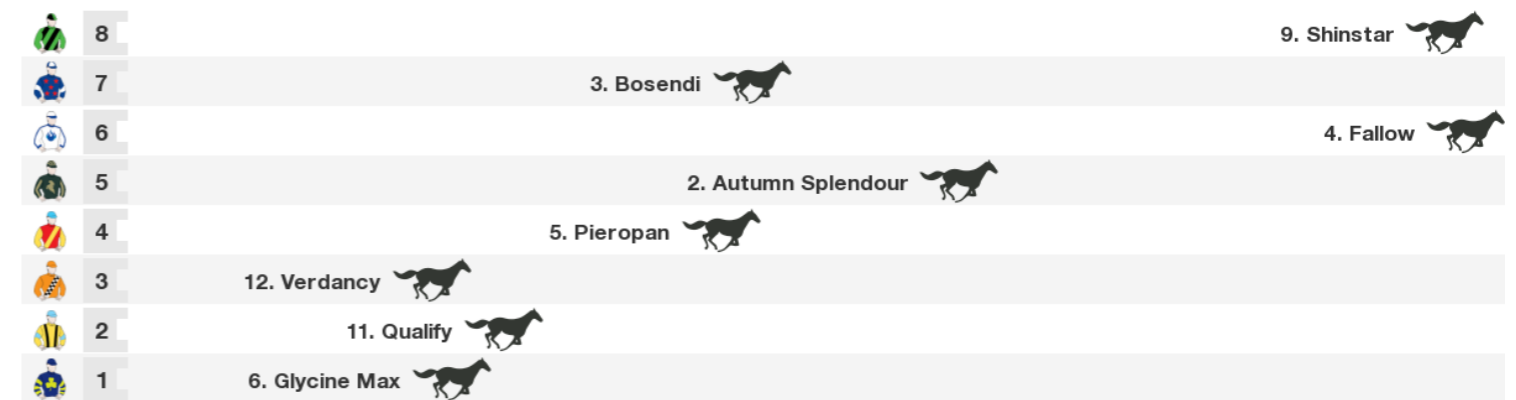 8 9. Shinstar
7 3. Bosendi
6 4. Fallow
5 2. Autumn Splendour
4 5. Pieropan
3 12. Verdancy
2 11. Qualify
1 6. Glycine Max